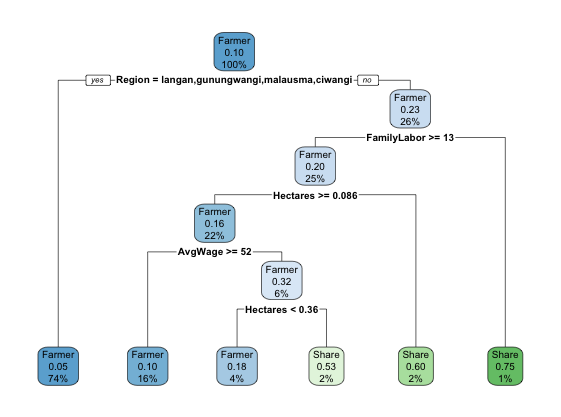 Farmer
0.10
100%
yes
Region = langan,gunungwangi,malausma,ciwangi
no
Farmer
0.23
26%
FamilyLabor >= 13
Farmer
0.20
25%
Hectares >= 0.086
Farmer
0.16
22%
AvgWage >= 52
Farmer
0.32
6%
Hectares < 0.36
Farmer
0.05
74%
Farmer
0.10
16%
Farmer
0.18
4%
Share
0.53
2%
Share
0.60
2%
Share
0.75
1%